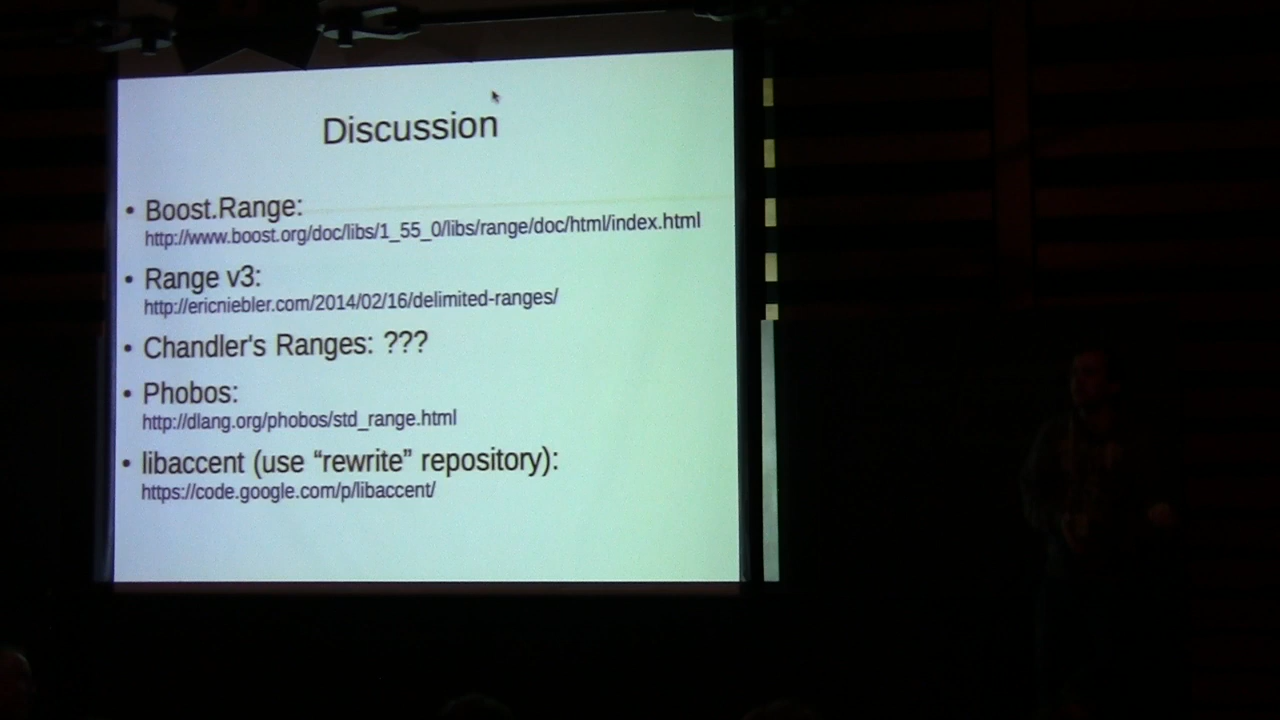 Discussion
• Boost.Range:
http://www.boost.org/doc/libs/1_55_0/libs/range/doc/html/index.html
• Range v3:
http://ericniebler.com/2014/02/16/delimited-ranges/
• Chandler's Ranges: ???
• Phobos:
http://dlang.org/phobos/std_range.html
• libaccent (use “rewrite” repository):
https://code.google.com/p/libaccent/